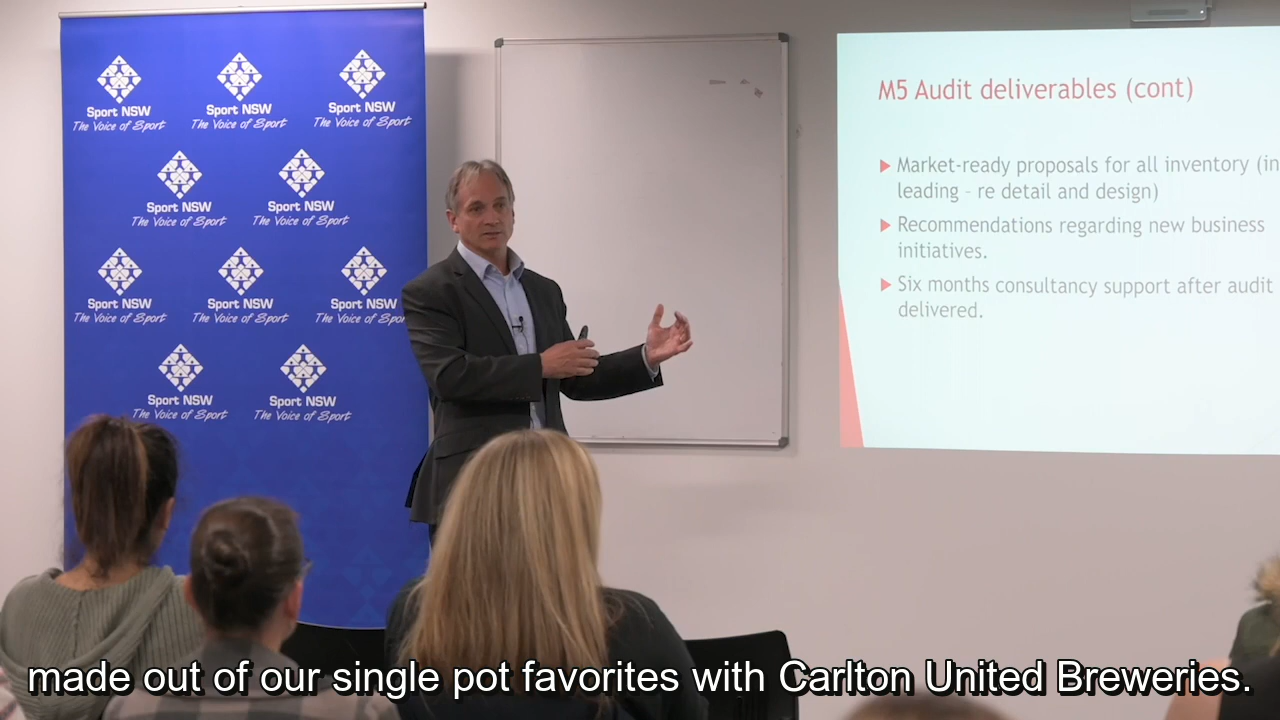 Sport NSW
The Voice of Sport
Sport NSW
The Voice of Sport
Sport NSW
The Voice of Sport
Sport NSW
The Voice of Sport
Sport NSW
The Voice of Sport
Sport NSW
The Voice of Sport
Sport NSW
The Voice of Sport
Sport NSW
The Voice of Spor
Sport NSW
The Voice of Sport
Sport NSW
The Voice of Sport
M5 Audit deliverables (cont)
Market-ready proposals for all inventory (in
leading - re detail and design)
Recommendations regarding new business
initiatives.
Six months consultancy support after audit
delivered.
made out of our single pot favorites with Carlton United Breweries.